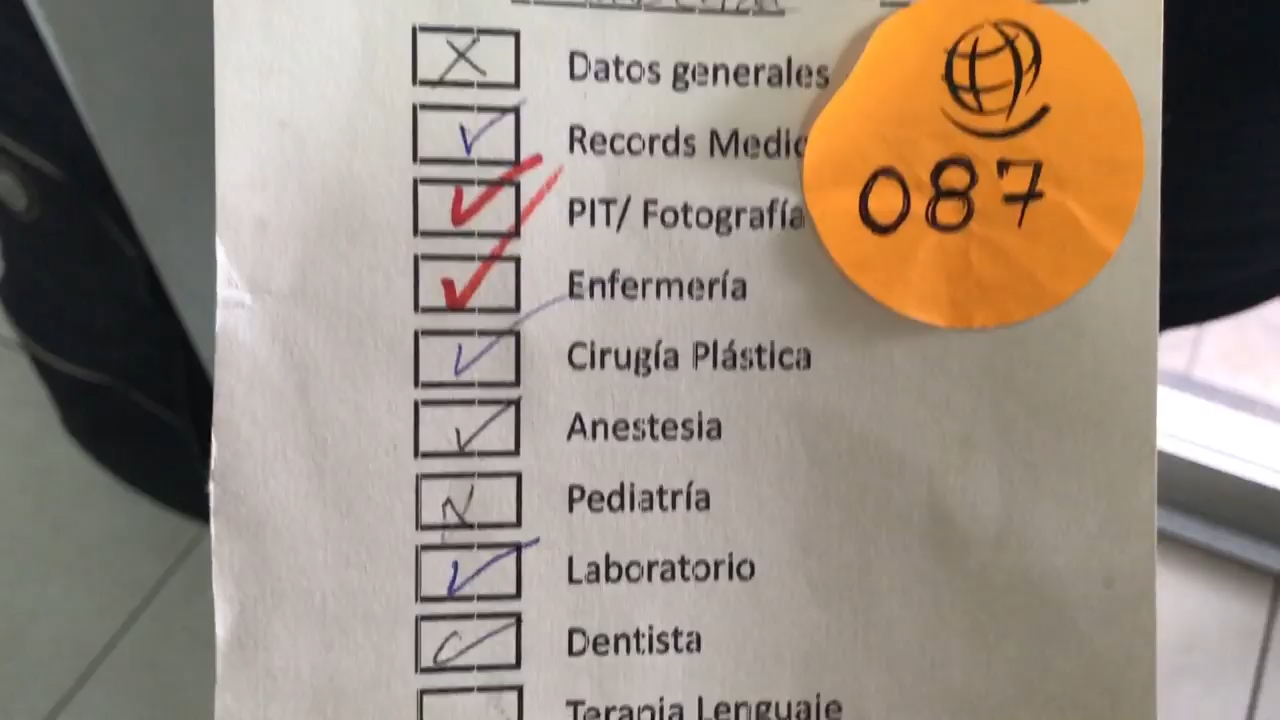 Datos generales
Records Medic
087
PIT/ Fotografía
Enfermería
Cirugía Plástica
Anestesia
Pediatría
Laboratorio
Dentista
Terapia Lenguaje